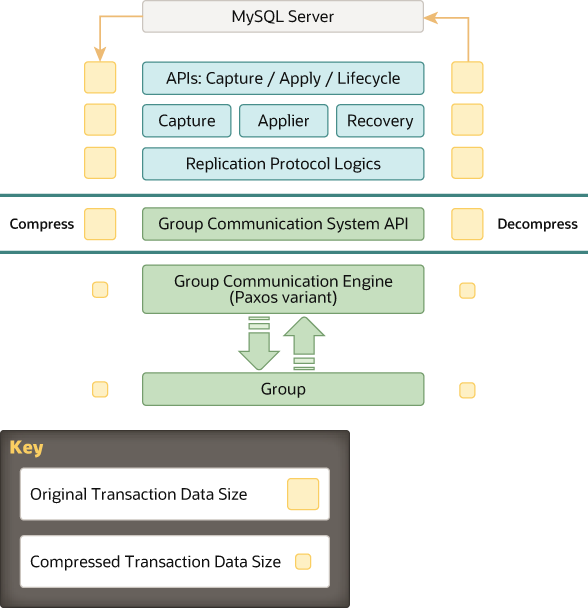 MySQL Server
APIs: Capture / Apply / Lifecycle
Capture
Applier
Recovery
Replication Protocol Logics
Compress
Group Communication System API
Decompress
Group Communication Engine
(Paxos variant)
Group
Key
Original Transaction Data Size
Compressed Transaction Data Size